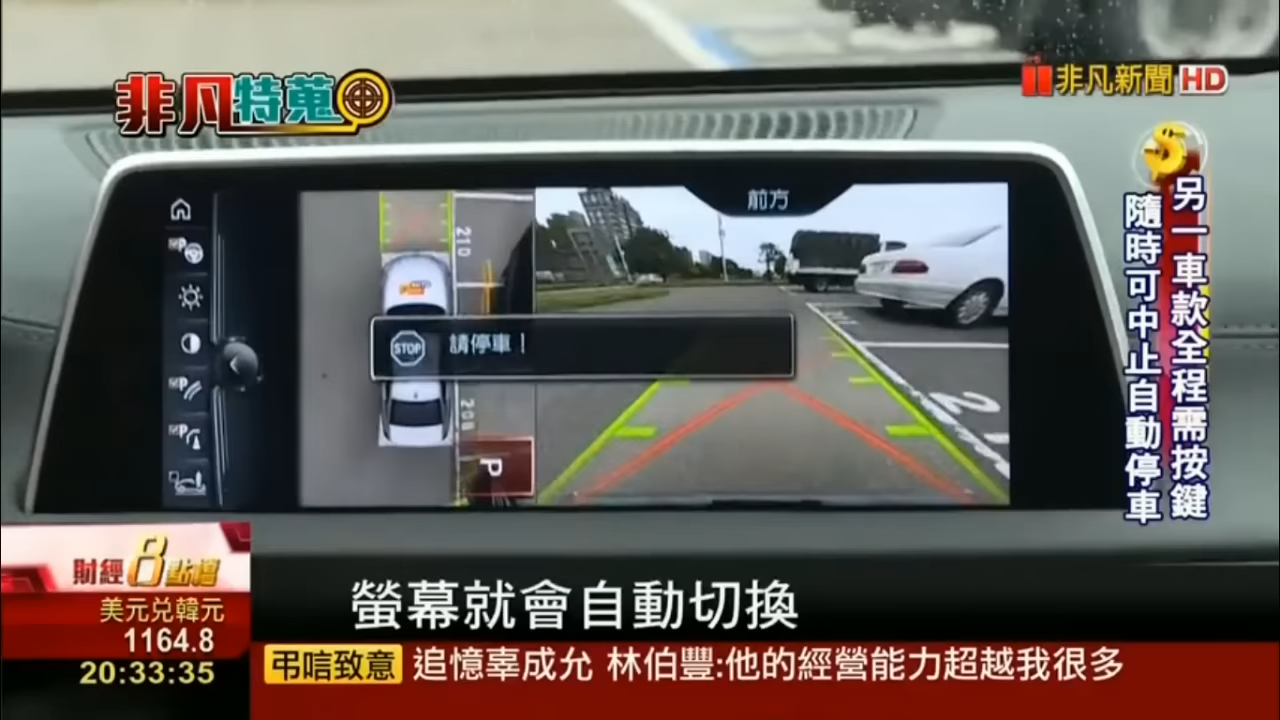 非凡特蒐
非凡新聞HD
另一車款全程需按鍵
隨時可中止自動停車
前方
210
STOP 請停車！
208
P
2
財經8點檔
美元兌韓元
1164.8
20:33:35
螢幕就會自動切換
弔唁致意 追憶辜成允 林伯豐:他的經營能力超越我很多